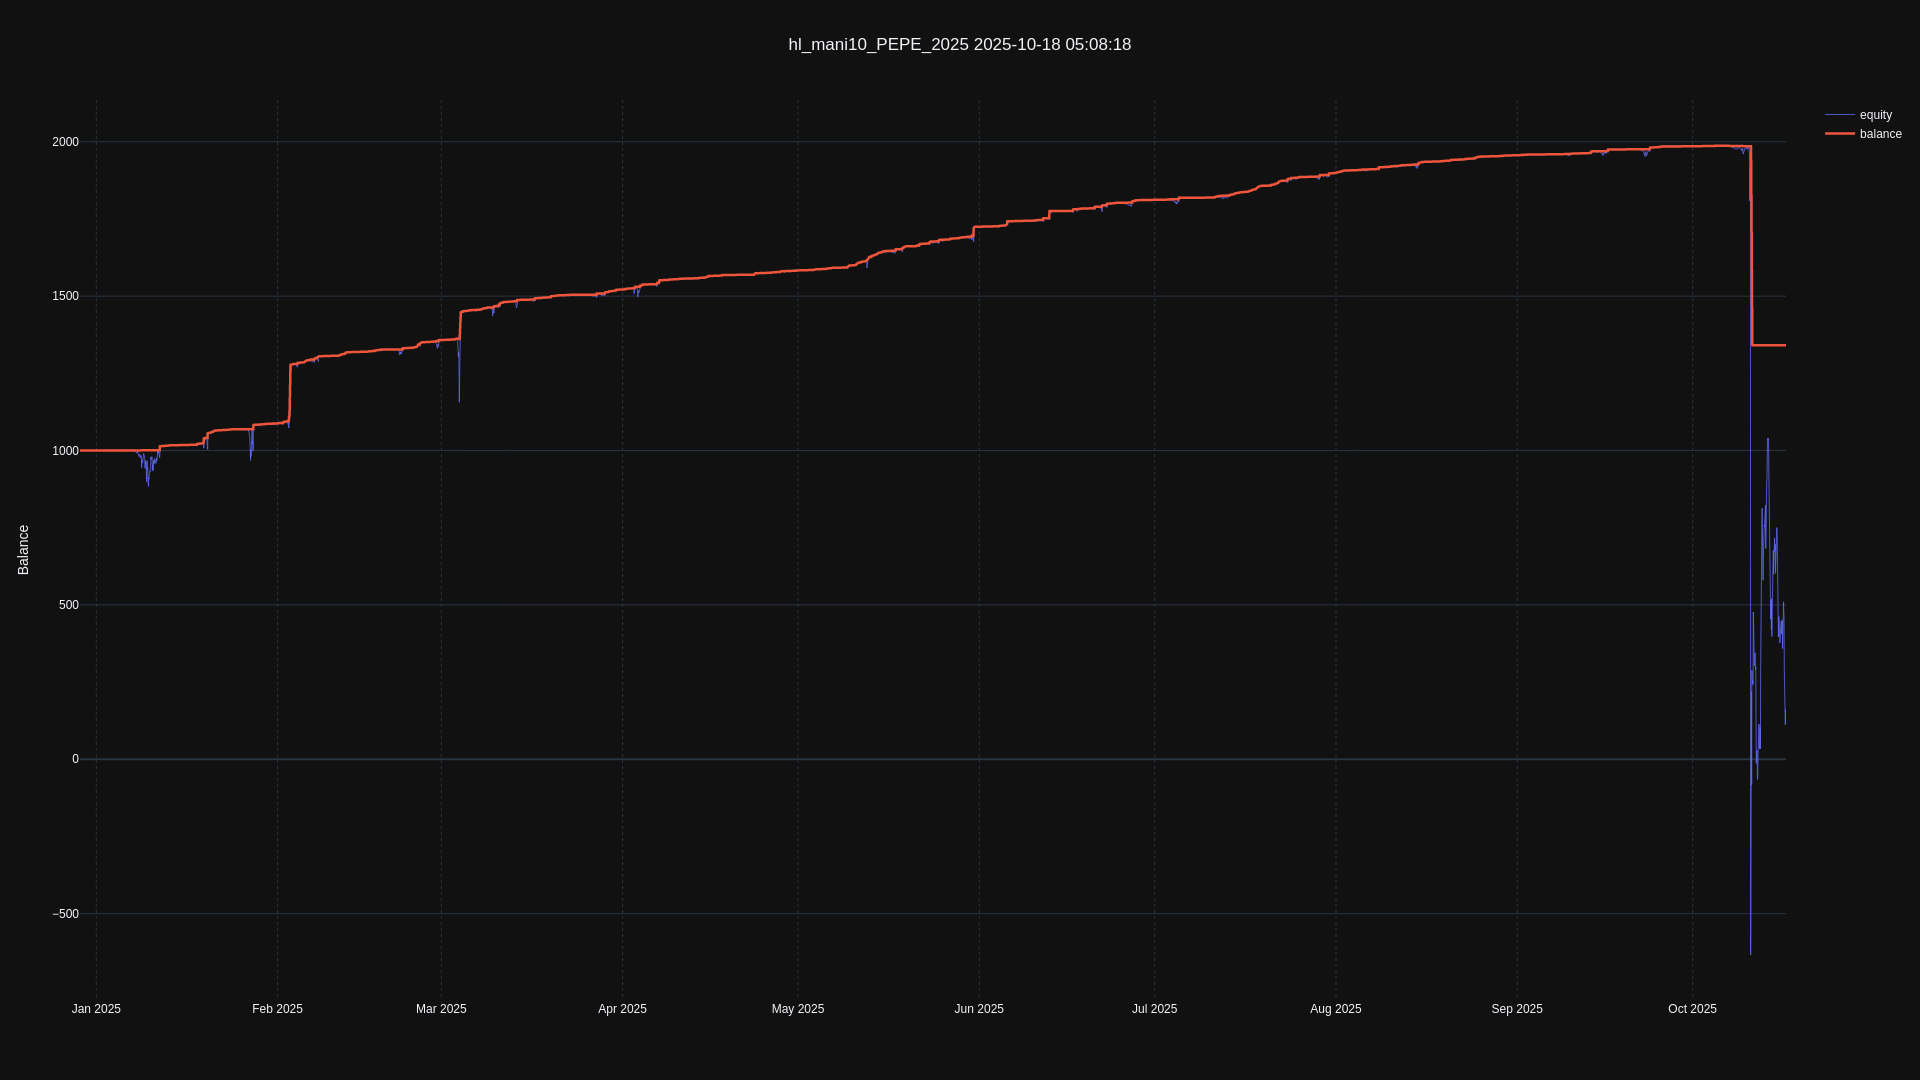 hl_mani10_PEPE_2025 2025-10-18 05:08:18
equity
balance
2000
1500
1000
500
0
−500
Balance
Jan 2025
Feb 2025
Mar 2025
Apr 2025
May 2025
Jun 2025
Jul 2025
Aug 2025
Sep 2025
Oct 2025